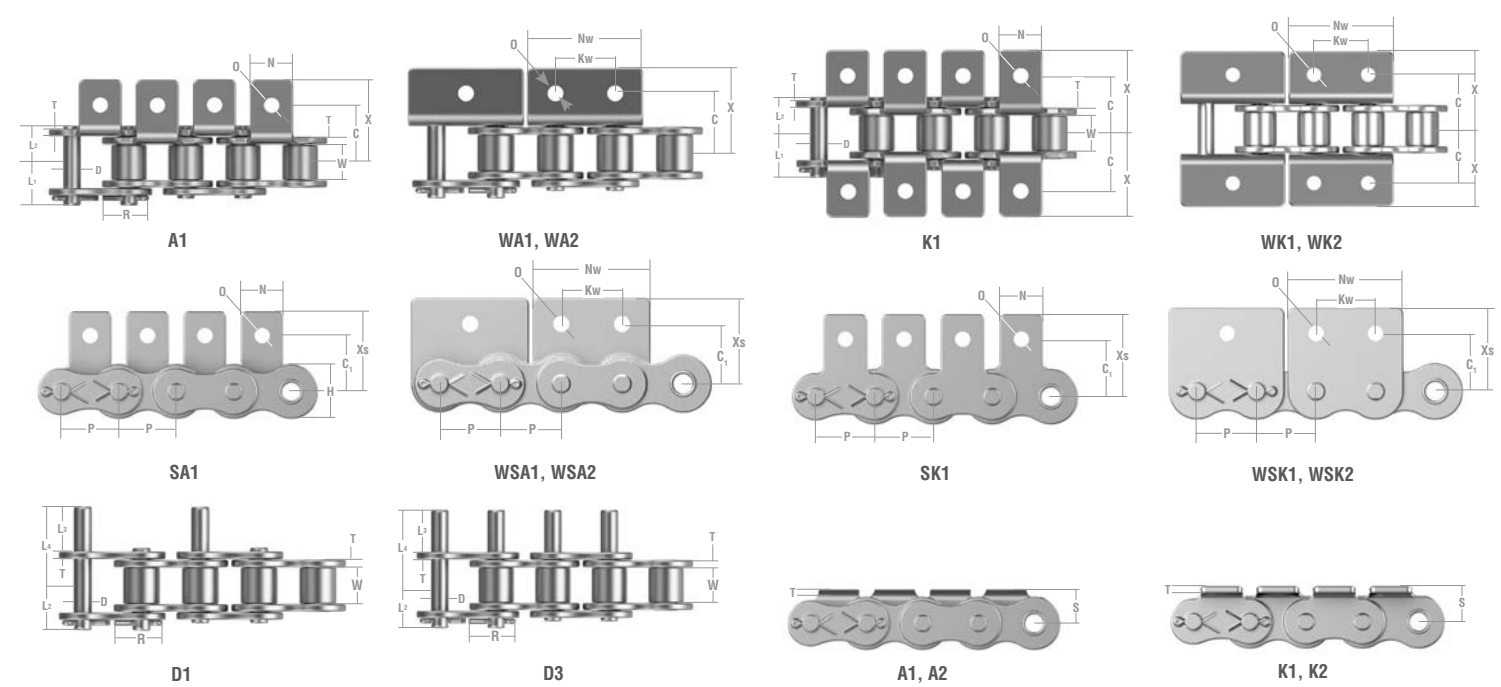 O N T T L2 L1 D R W C X
A1
O Nw Kw C X
WA1, WA2
O N T T L2 L1 D W C C X X
K1
O Nw Kw C C X X
WK1, WK2
O N C1 Xs H P P
SA1
O Nw Kw C1 Xs P P
WSA1, WSA2
O N C1 Xs P P
SK1
O Nw Kw C1 Xs P P
WSK1, WSK2
L3 L4 T T L2 D R W
D1
L3 L4 T T L2 D R W
D3
T S
A1, A2
T S
K1, K2